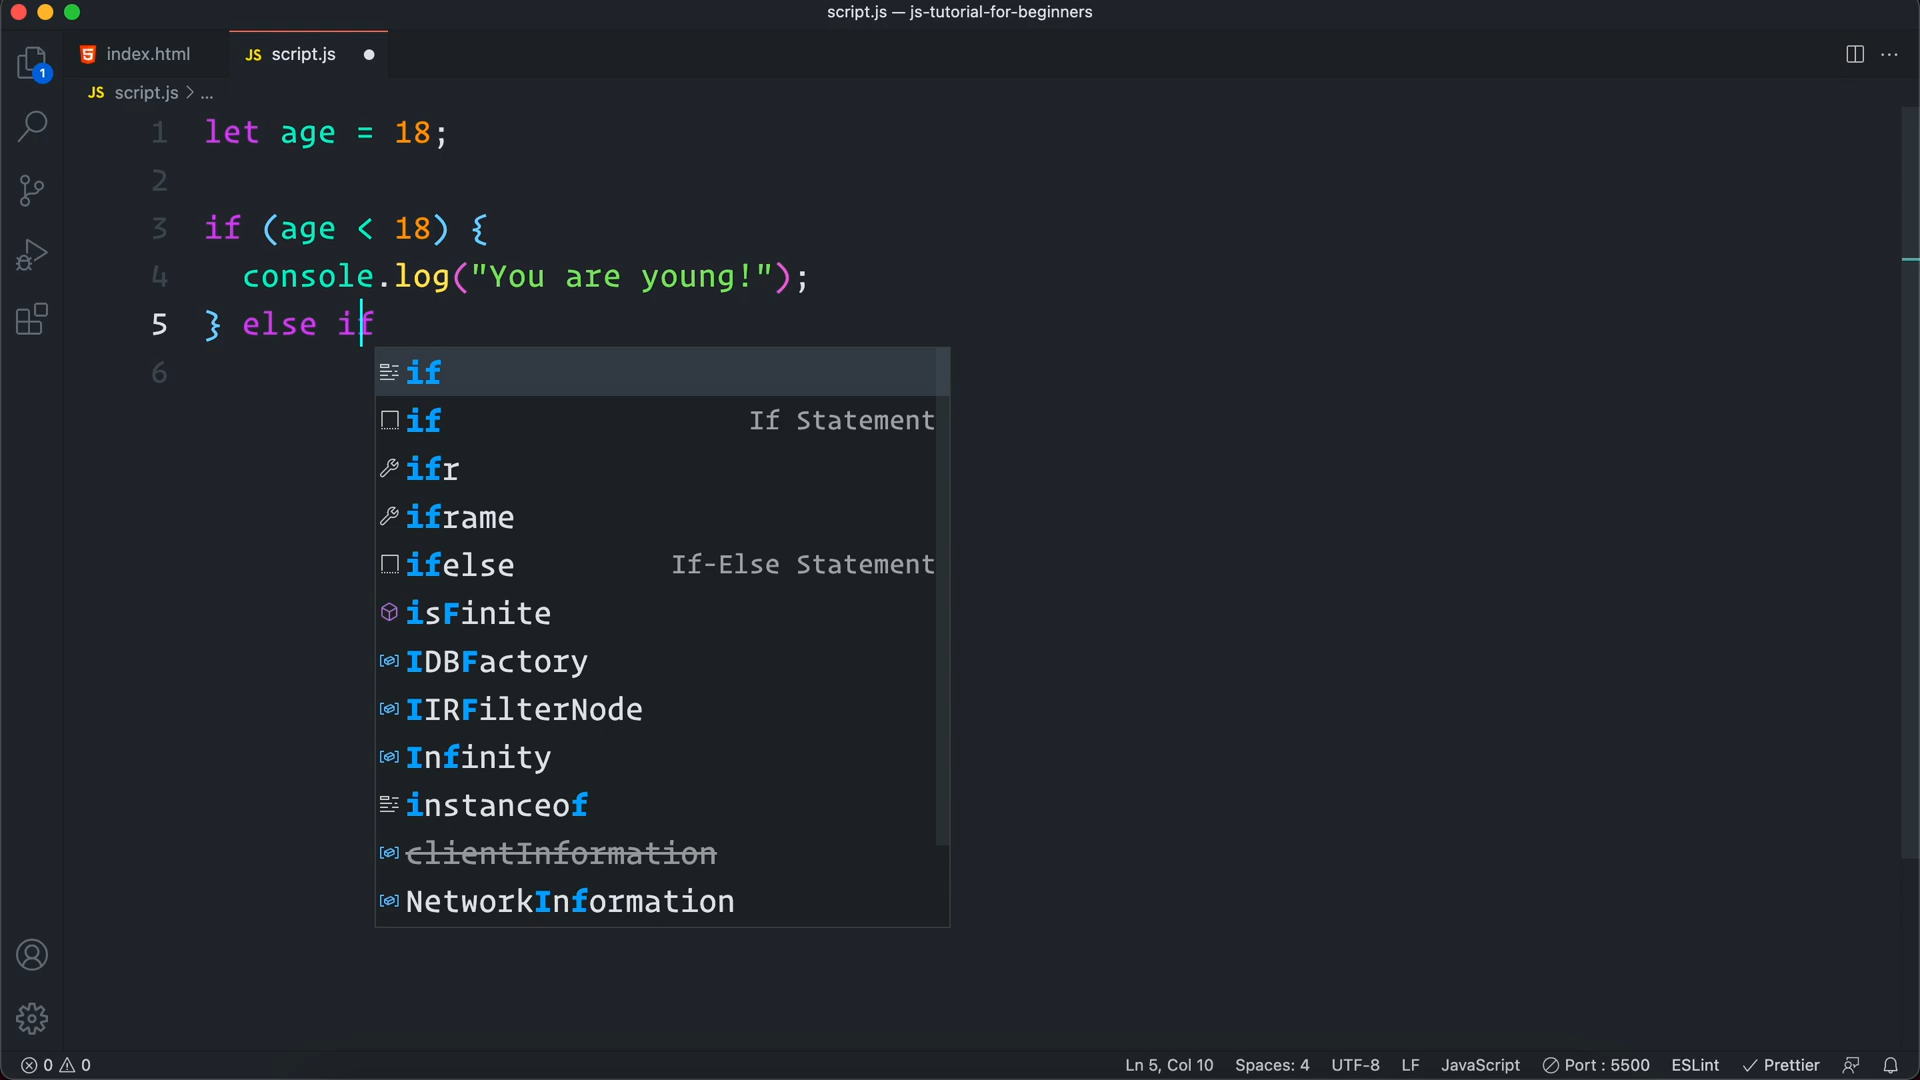 script.js — js-tutorial-for-beginners
index.html
JS script.js
JS script.js > ...
1
1 let age = 18;
2
3 if (age < 18) {
4 console.log("You are young!");
5 } else if
6
if
if If Statement
ifr
iframe
ifelse If-Else Statement
isFinite
IDBFactory
IIRFilterNode
Infinity
instanceof
clientInformation
NetworkInformation
0 0 Ln 5, Col 10 Spaces: 4 UTF-8 LF JavaScript Port : 5500 ESLint Prettier